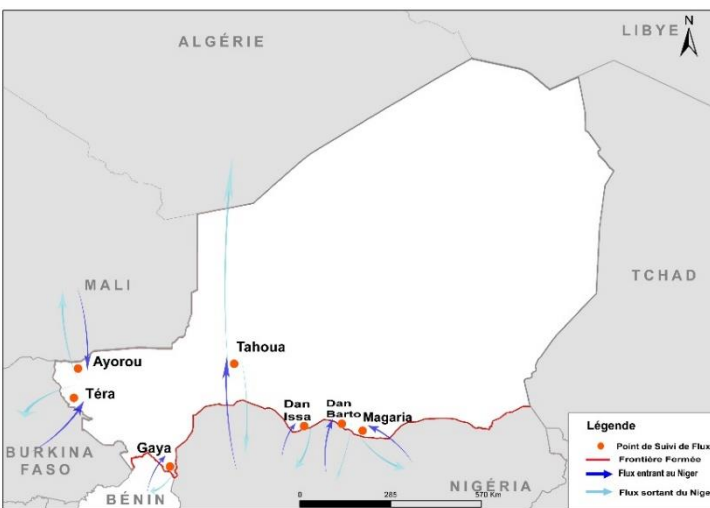 LIBYE
N
ALGÉRIE
MALI
TCHAD
Ayorou
Tahoua
Téra
Dan
Issa
Dan
Barto
Magaria
BURKINA
FASO
Gaya
BÉNIN
NIGÉRIA
0 285 570 Km
Légende
Point de Suivi de Flux
Frontière Fermée
Flux entrant au Niger
Flux sortant du Nige